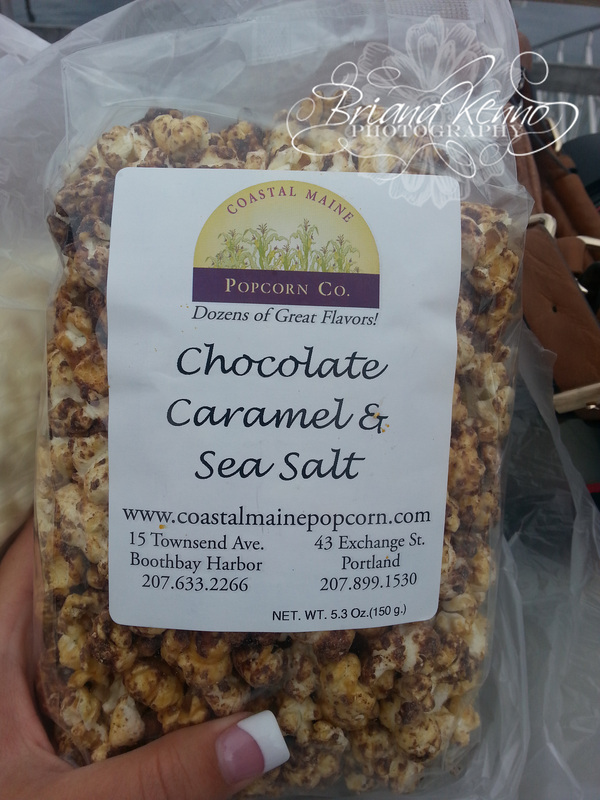 Briana Kenno
PHOTOGRAPHY
COASTAL MAINE
POPCORN CO.
Dozens of Great Flavors!
Chocolate
Caramel &
Sea Salt
www.coastalmainepopcorn.com
15 Townsend Ave.
Boothbay Harbor
207.633.2266
43 Exchange St.
Portland
207.899.1530
NET. WT. 5.3 Oz.(150 g.)